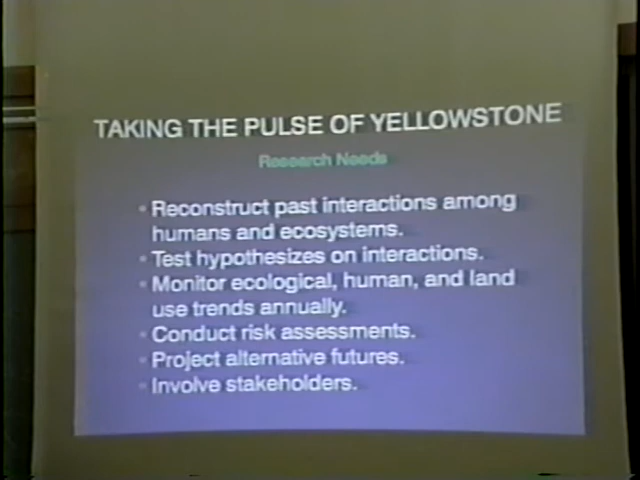 TAKING THE PULSE OF YELLOWSTONE
Research Needs
• Reconstruct past interactions among
humans and ecosystems.
• Test hypothesizes on interactions.
• Monitor ecological, human, and land
use trends annually.
• Conduct risk assessments.
• Project alternative futures.
• Involve stakeholders.